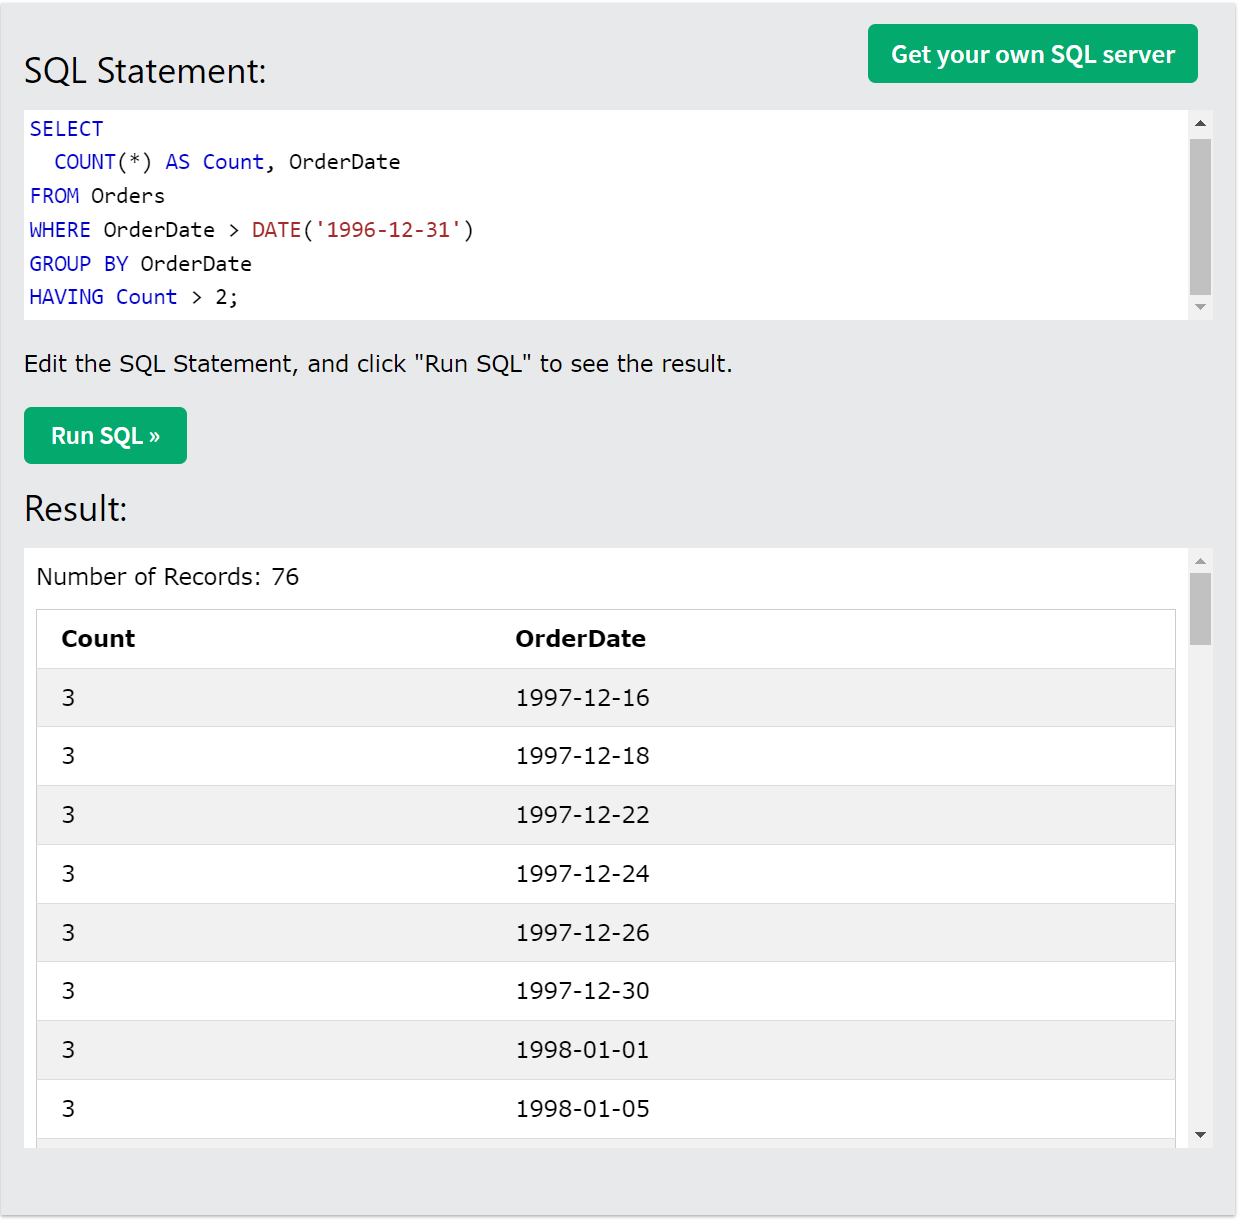 Get your own SQL server
SQL Statement:
SELECT
COUNT(*) AS Count, OrderDate
FROM Orders
WHERE OrderDate > DATE('1996-12-31')
GROUP BY OrderDate
HAVING Count > 2;
Edit the SQL Statement, and click "Run SQL" to see the result.
Run SQL »
Result:
Number of Records: 76
Count OrderDate
3 1997-12-16
3 1997-12-18
3 1997-12-22
3 1997-12-24
3 1997-12-26
3 1997-12-30
3 1998-01-01
3 1998-01-05